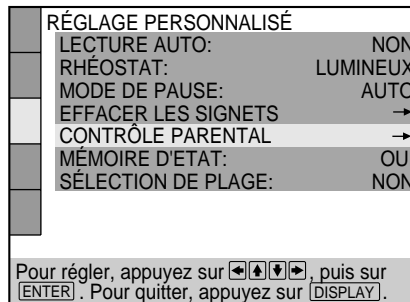 RÉGLAGE PERSONNALISÉ
LECTURE AUTO: NON
RHÉOSTAT: LUMINEUX
MODE DE PAUSE: AUTO
EFFACER LES SIGNETS →
CONTRÔLE PARENTAL →
MÉMOIRE D'ETAT: OUI
SÉLECTION DE PLAGE: NON
Pour régler, appuyez sur ←↑↓→, puis sur
ENTER. Pour quitter, appuyez sur DISPLAY.